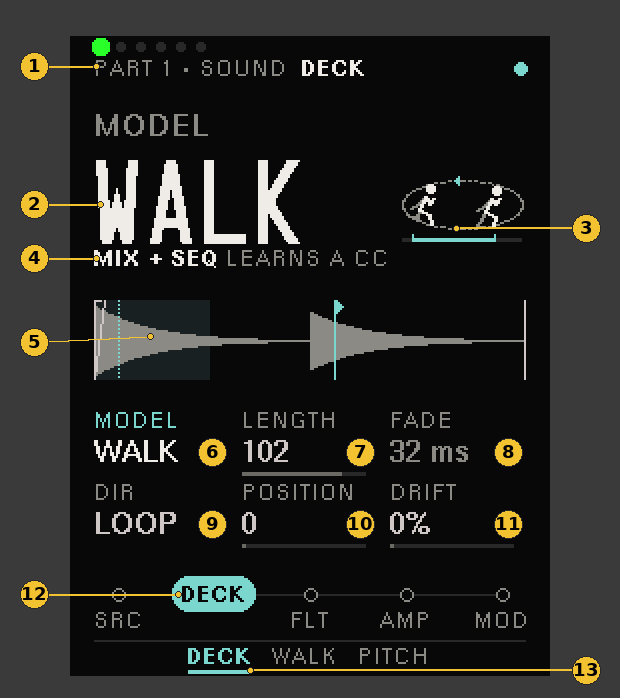 1 PART 1 · SOUND DECK
MODEL
2 WALK
3
4 MIX + SEQ LEARNS A CC
5
MODEL LENGTH FADE
WALK 6 102 7 32 ms 8
DIR POSITION DRIFT
LOOP 9 0 10 0% 11
12 DECK
SRC FLT AMP MOD
DECK WALK PITCH 13